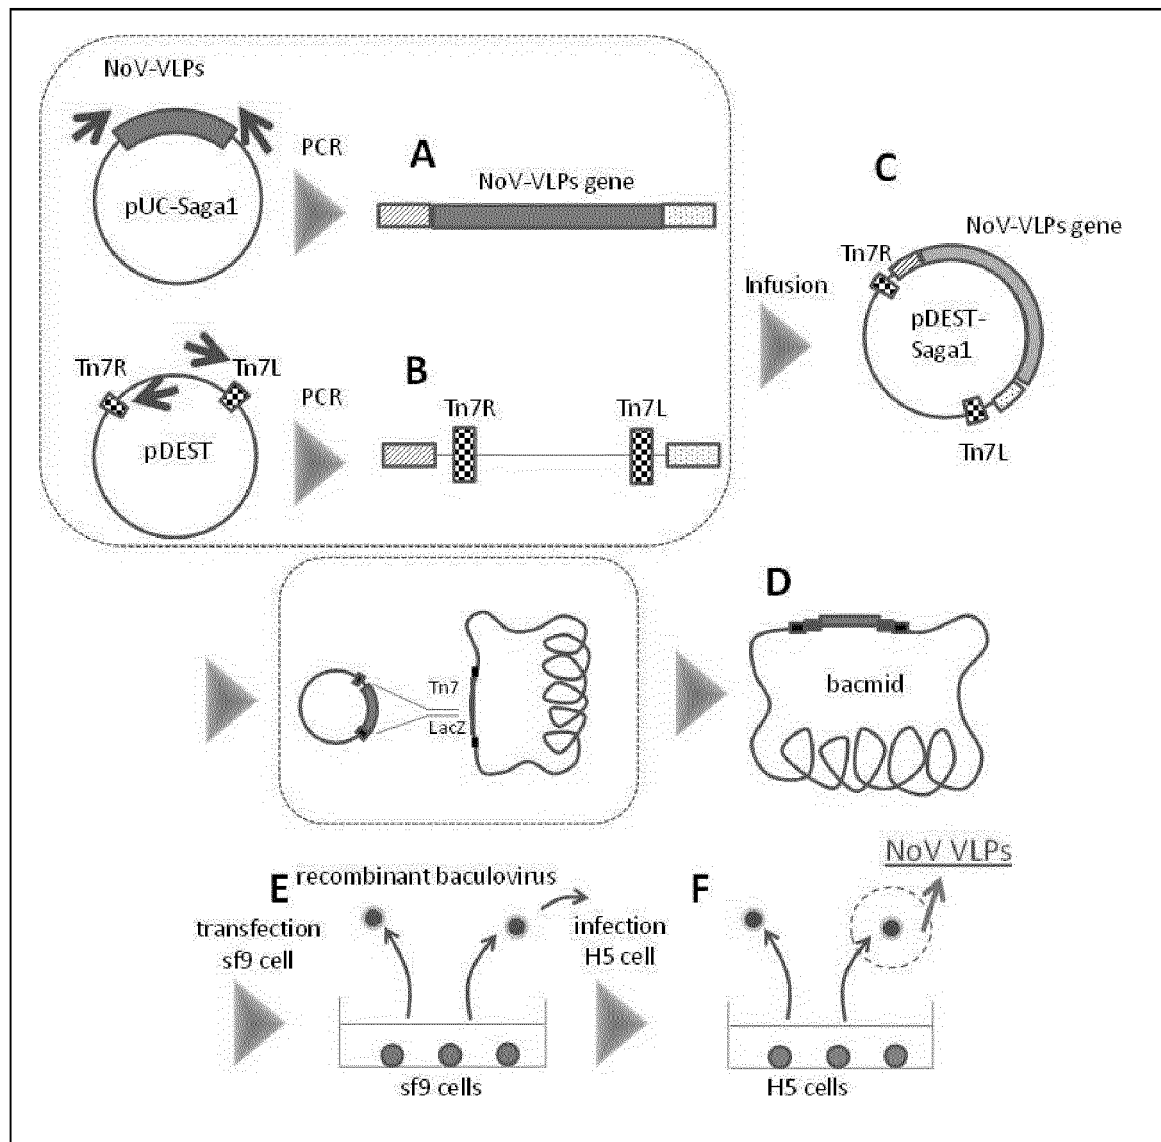 NoV-VLPs
pUC-Saga1
PCR
A
NoV-VLPs gene
Tn7R
Tn7L
pDEST
PCR
B
Tn7R
Tn7L
Infusion
C
NoV-VLPs gene
Tn7R
pDEST-
Saga1
Tn7L
Tn7
LacZ
D
bacmid
E
recombinant baculovirus
transfection
sf9 cell
sf9 cells
infection
H5 cell
F
NoV VLPs
H5 cells